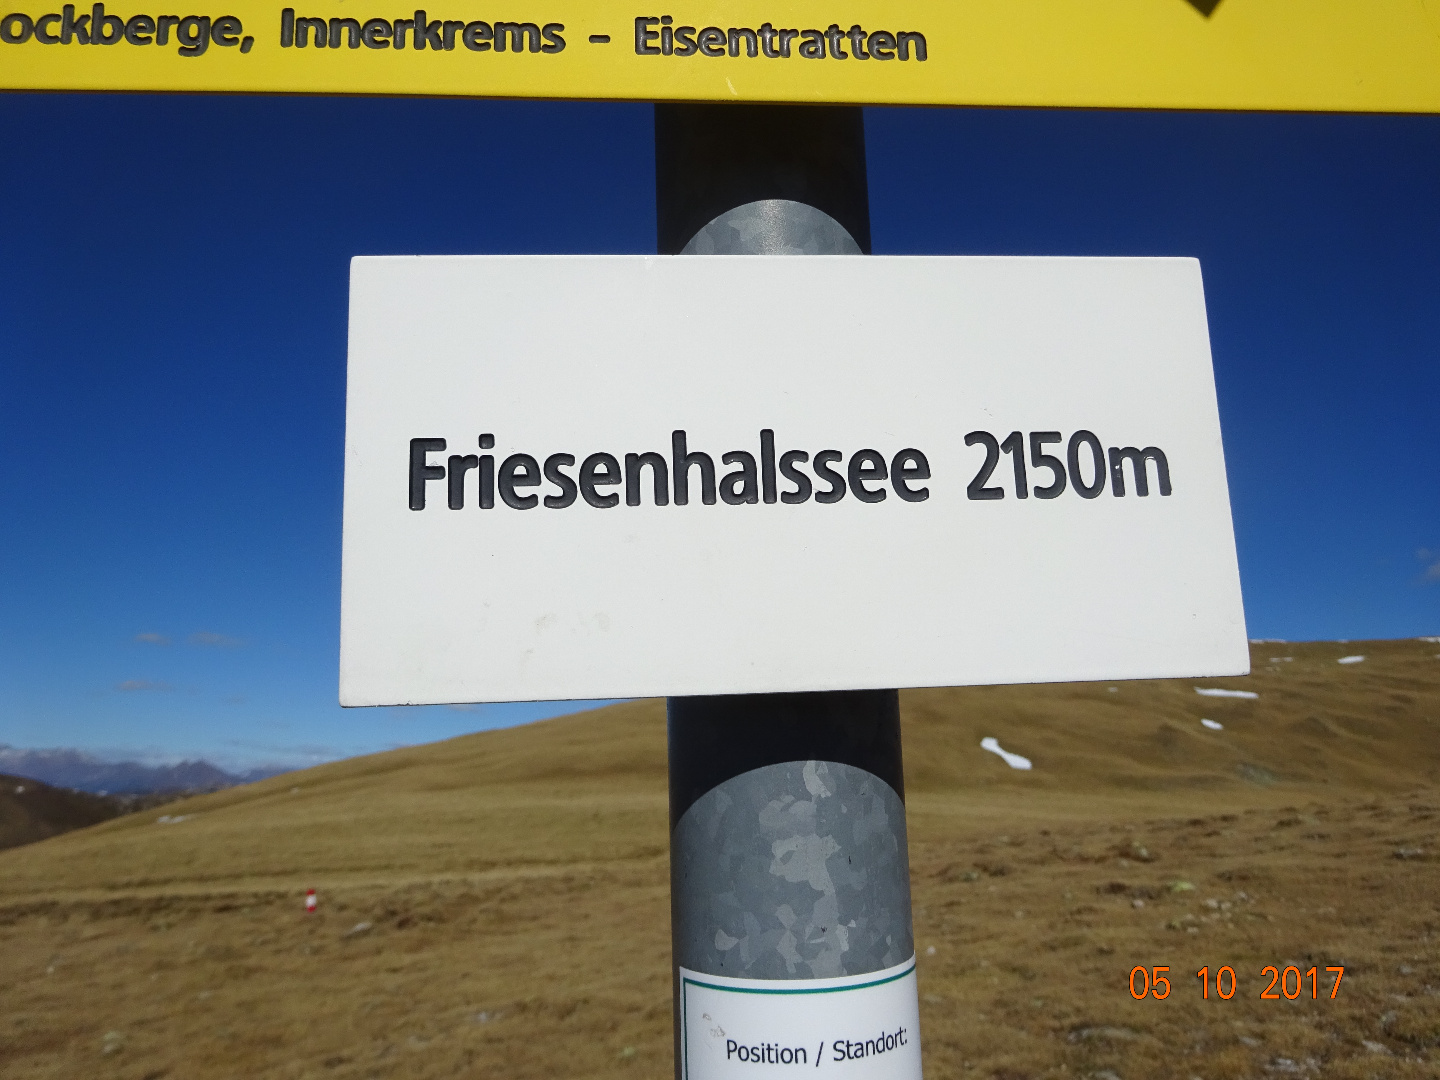 ockberge, Innerkrems - Eisentratten
Friesenhalssee 2150m
05 10 2017
Position / Standort: